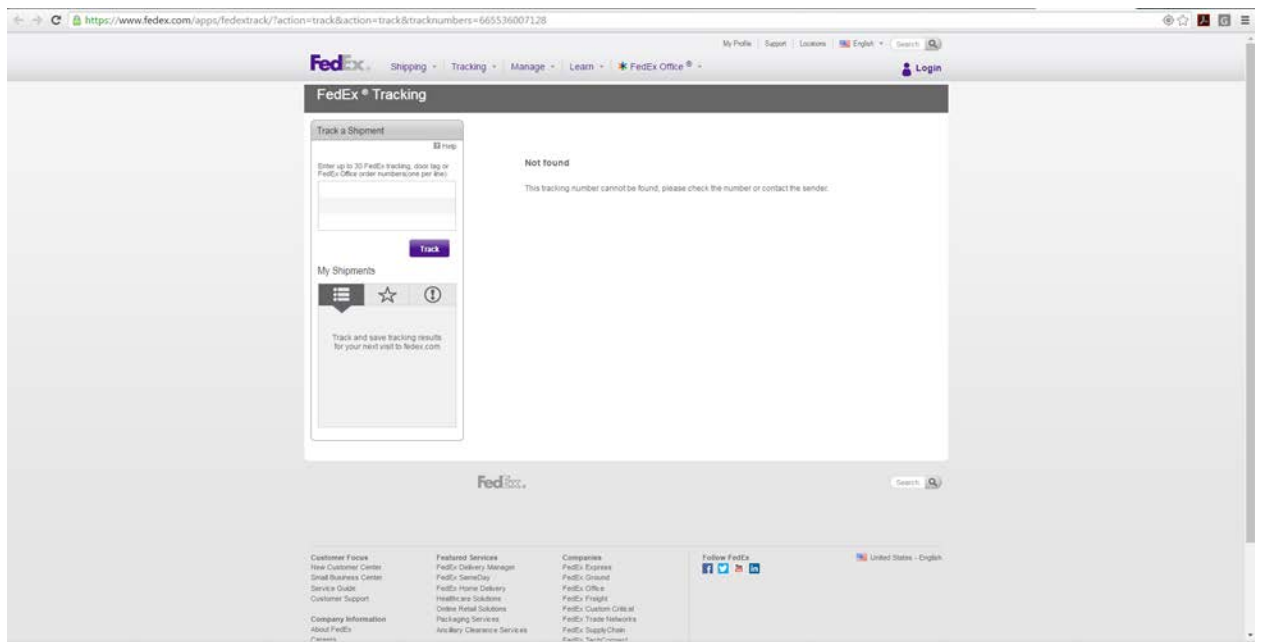 https://www.fedex.com/apps/fedextrack/?action=track&action=track&tracknumbers=665536007128
My Profile Support Locations English Search
FedEx. Shipping Tracking Manage Learn FedEx Office ® Login
FedEx ® Tracking
Track a Shipment
Help
Enter up to 30 FedEx tracking, door tag or
FedEx Office order numbers(one per line)
Not found
This tracking number cannot be found, please check the number or contact the sender.
Track
My Shipments
Track and save tracking results
for your next visit to fedex.com
FedEx. Search
Customer Focus
New Customer Center
Small Business Center
Service Guide
Customer Support
Company Information
About FedEx
Careers
Featured Services
FedEx Delivery Manager
FedEx SameDay
FedEx Home Delivery
Healthcare Solutions
Online Retail Solutions
Packaging Services
Ancillary Clearance Services
Companies
FedEx Express
FedEx Ground
FedEx Office
FedEx Freight
FedEx Custom Critical
FedEx Trade Networks
FedEx SupplyChain
FedEx TechConnect
Follow FedEx
United States - English